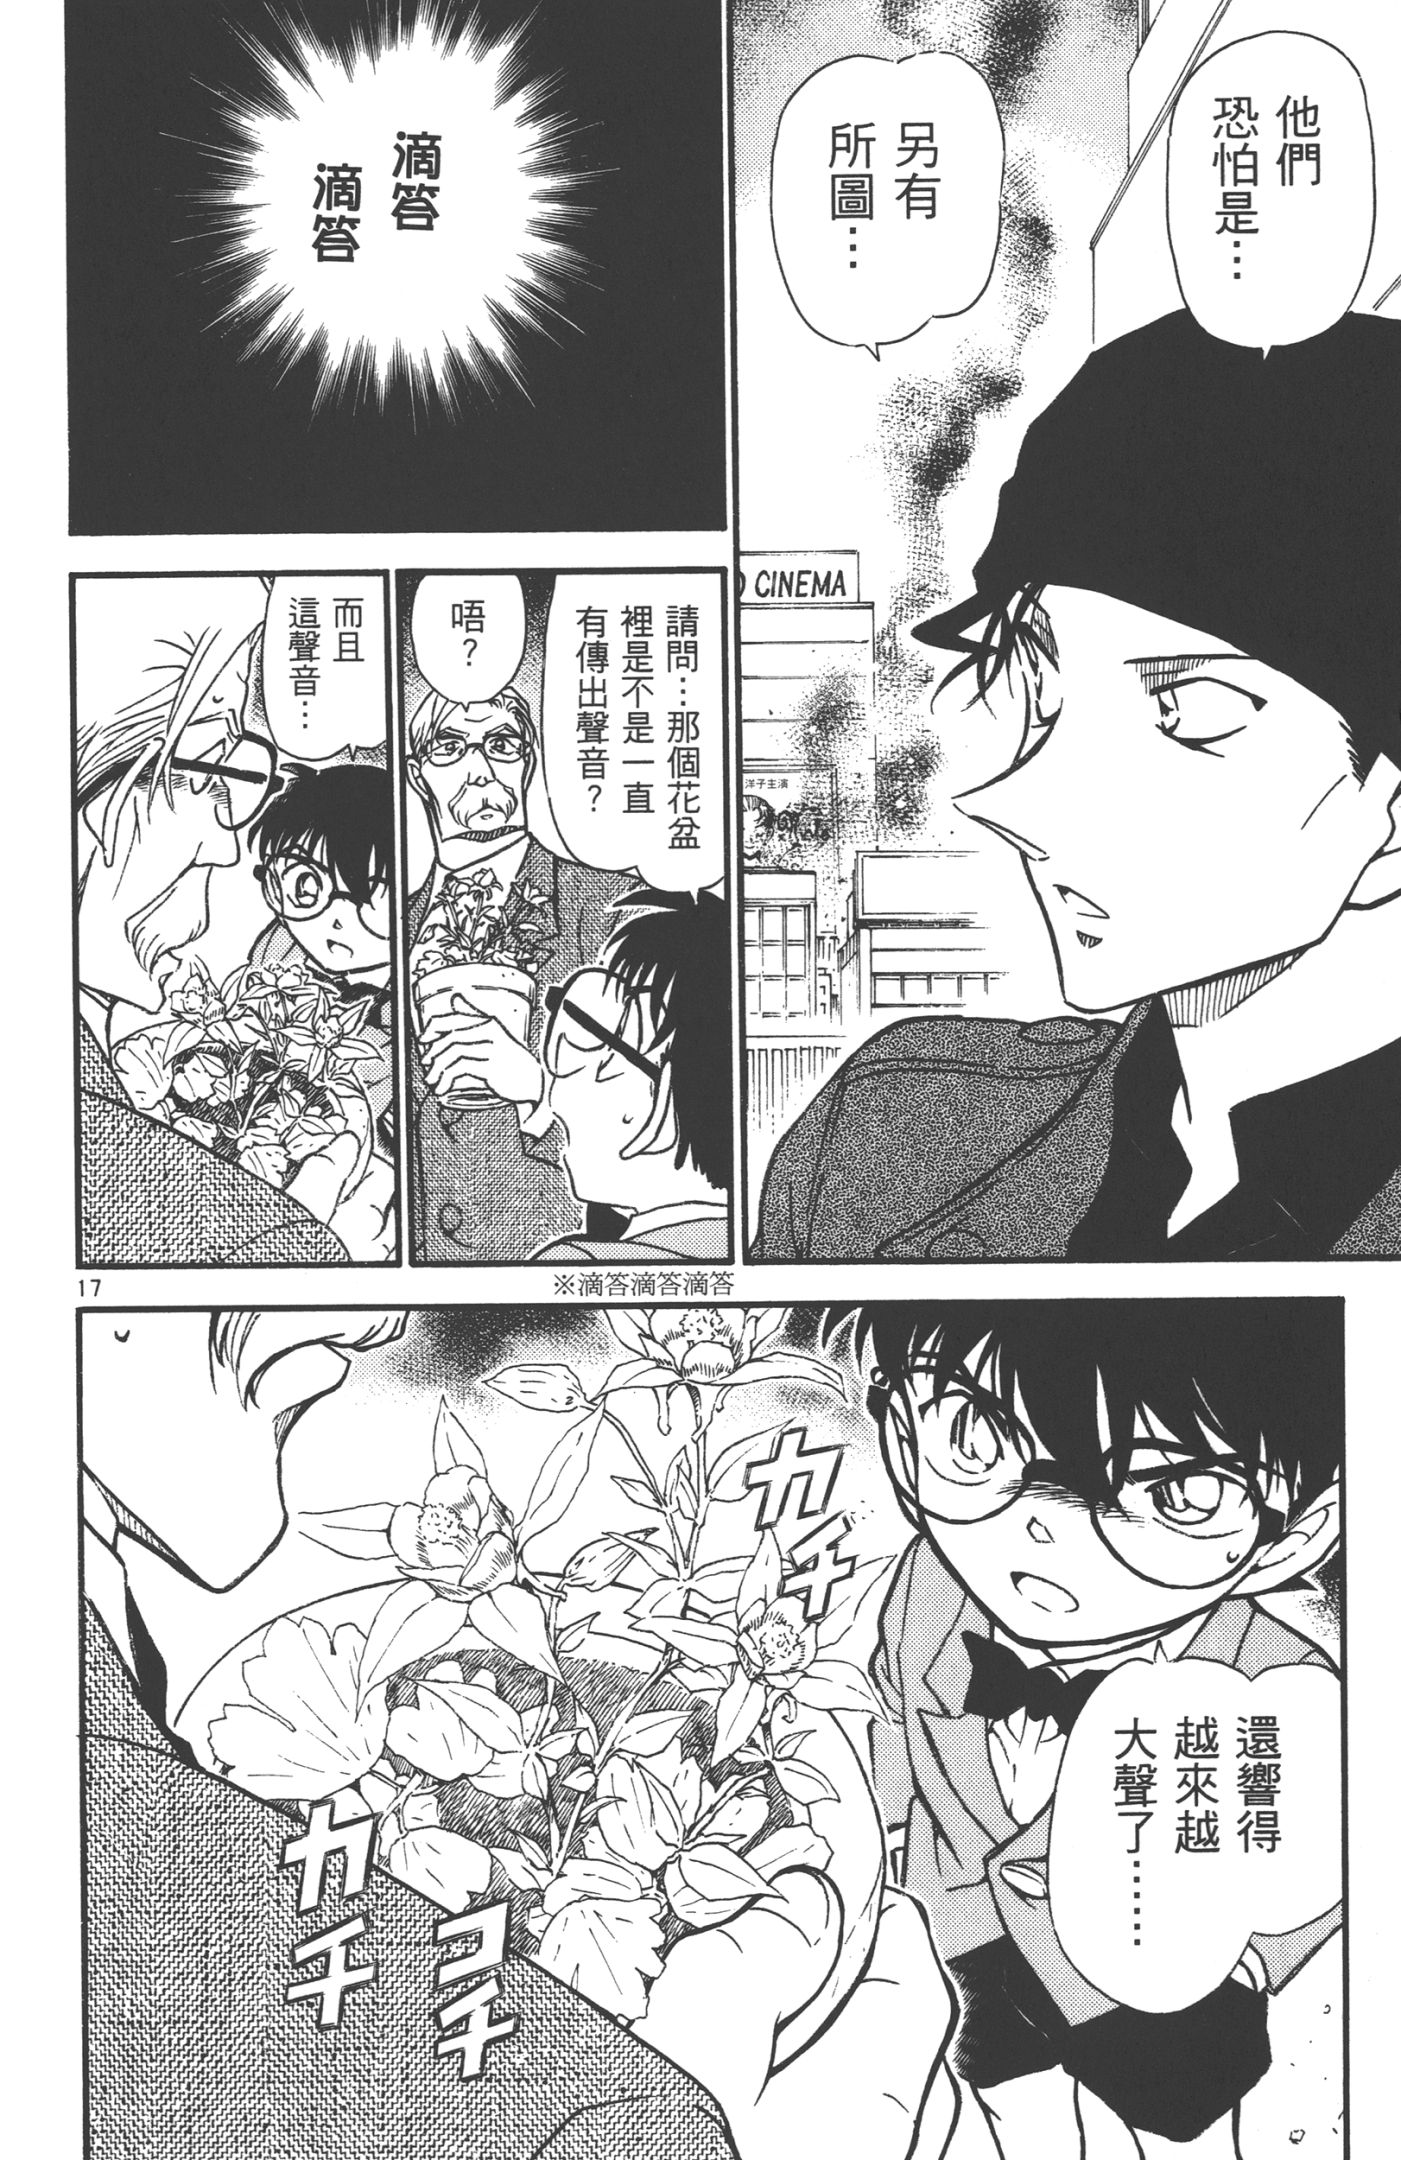 他們
恐怕是…
另有
所圖…
CINEMA
洋子主演
滴答
滴答
請問…那個花盆
裡是不是一直
有傳出聲音？
唔？
而且
這聲音…
17
※滴答滴答滴答
カチ
還響得
越來越
大聲了……
カチ
コチ